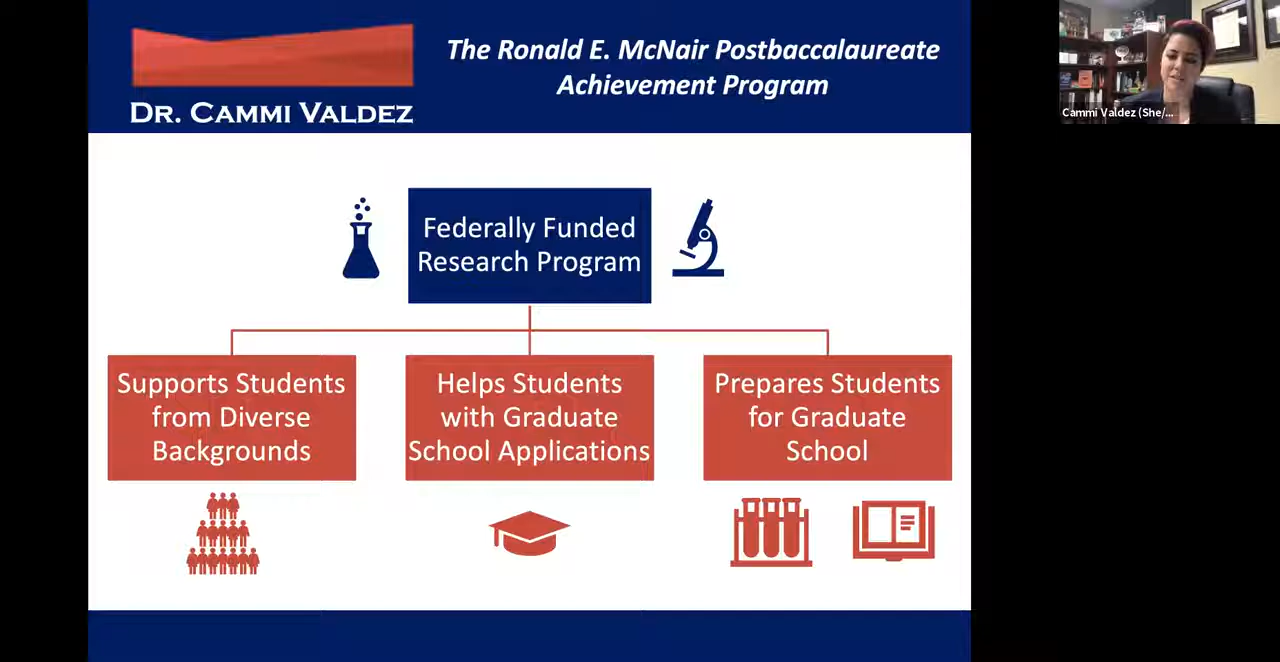 The Ronald E. McNair Postbaccalaureate
Achievement Program
DR. CAMMI VALDEZ
Cammi Valdez (She/...
Federally Funded
Research Program
Supports Students
from Diverse
Backgrounds
Helps Students
with Graduate
School Applications
Prepares Students
for Graduate
School